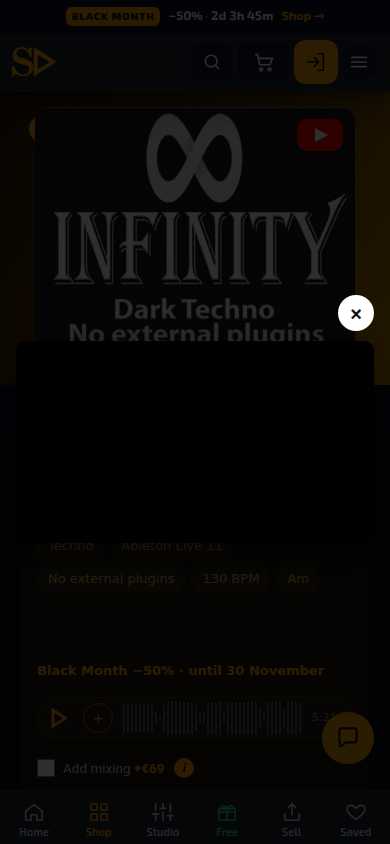 BLACK MONTH −50% · 2d 3h 45m Shop →
SD
INFINITY
Dark Techno
No external plugins
×
Techno Ableton Live 11
No external plugins 130 BPM Am
Black Month −50% · until 30 November
Add mixing +€69 i
Home Shop Studio Free Sell Saved